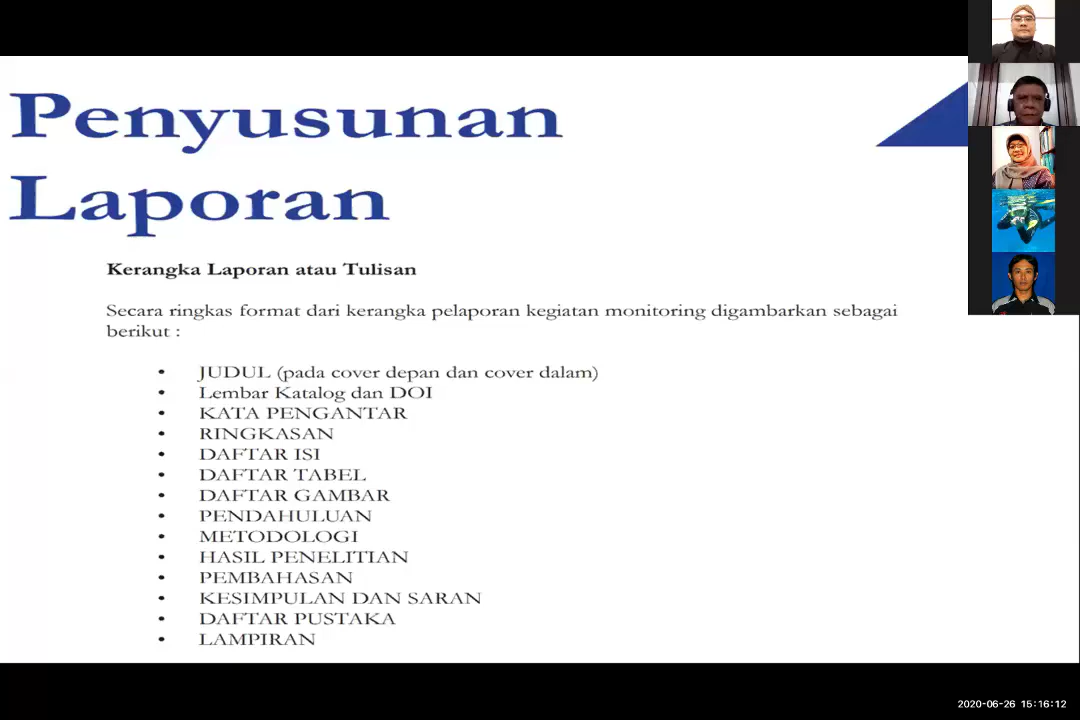 Penyusunan
Laporan
Kerangka Laporan atau Tulisan
Secara ringkas format dari kerangka pelaporan kegiatan monitoring digambarkan sebagai
berikut :
• JUDUL (pada cover depan dan cover dalam)
• Lembar Katalog dan DOI
• KATA PENGANTAR
• RINGKASAN
• DAFTAR ISI
• DAFTAR TABEL
• DAFTAR GAMBAR
• PENDAHULUAN
• METODOLOGI
• HASIL PENELITIAN
• PEMBAHASAN
• KESIMPULAN DAN SARAN
• DAFTAR PUSTAKA
• LAMPIRAN
2020-06-26 15:16:12